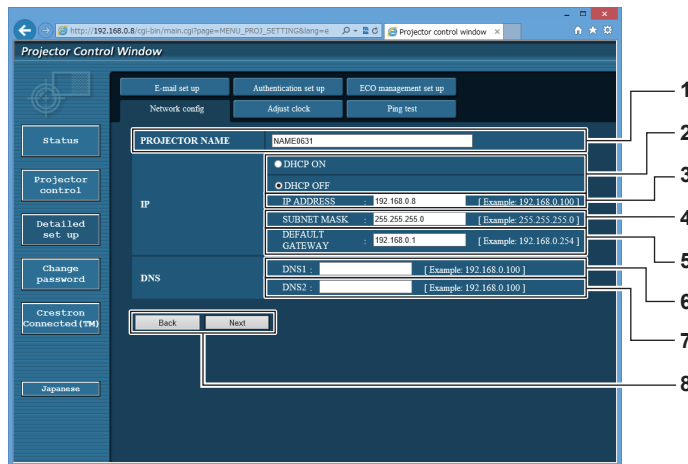 http://192.168.0.8/cgi-bin/main.cgi?page=MENU_PROJ_SETTING&lang=e
Projector control window
Projector Control Window
E-mail set up
Authentication set up
ECO management set up
Network config
Adjust clock
Ping test
Status
Projector
control
Detailed
set up
Change
password
Crestron
Connected(TM)
Japanese
PROJECTOR NAME NAME0631
IP
DHCP ON
DHCP OFF
IP ADDRESS : 192.168.0.8 [ Example: 192.168.0.100 ]
SUBNET MASK : 255.255.255.0 [ Example: 255.255.255.0 ]
DEFAULT
GATEWAY : 192.168.0.1 [ Example: 192.168.0.254 ]
DNS
DNS1 : [ Example: 192.168.0.100 ]
DNS2 : [ Example: 192.168.0.100 ]
Back Next
1
2
3
4
5
6
7
8